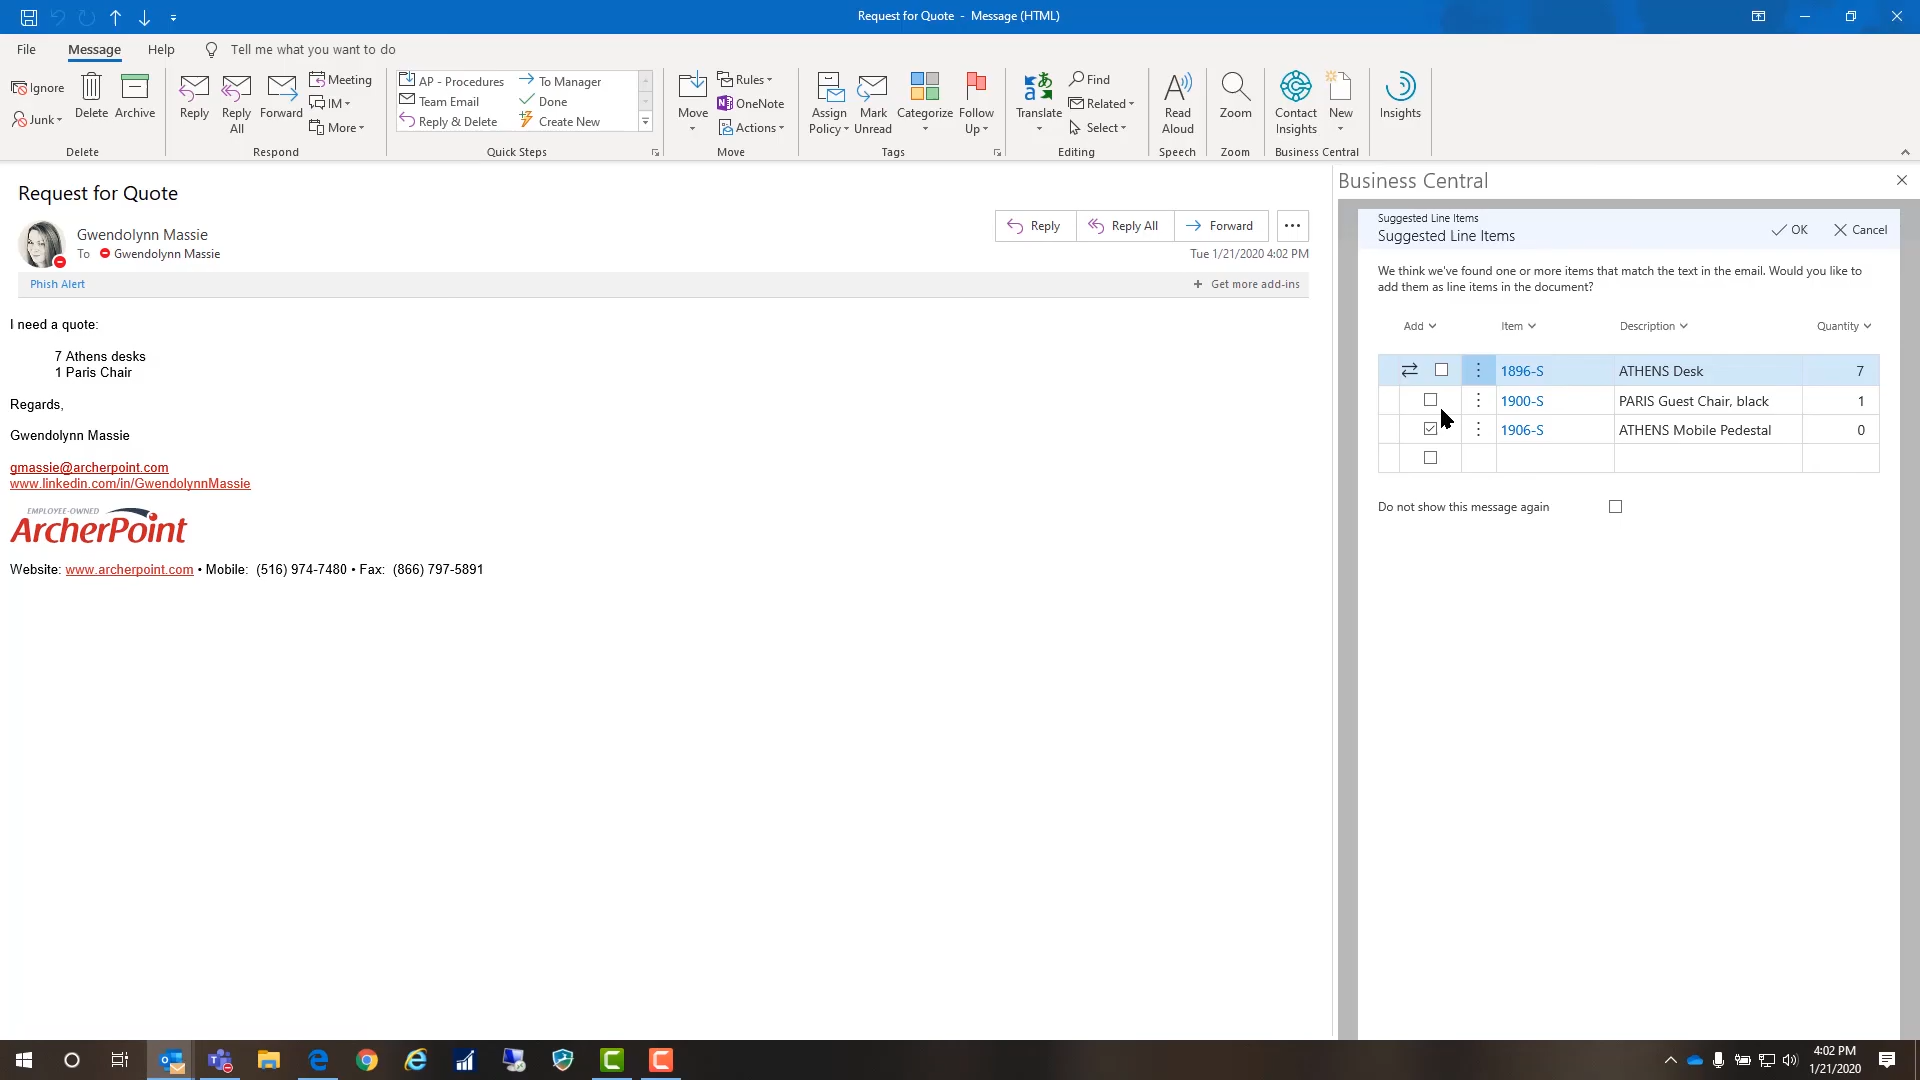 Request for Quote - Message (HTML)
File Message Help Tell me what you want to do
Ignore
Junk
Delete
Archive
Delete
Reply
Reply All
Forward
Meeting
IM
More
Respond
AP - Procedures
Team Email
Reply & Delete
To Manager
Done
Create New
Quick Steps
Move
Rules
OneNote
Actions
Move
Assign Policy
Mark Unread
Categorize
Follow Up
Tags
Translate
Find
Related
Select
Editing
Read Aloud
Speech
Zoom
Zoom
Contact Insights
New
Business Central
Insights
Request for Quote
Gwendolynn Massie
To Gwendolynn Massie
Reply Reply All Forward
Tue 1/21/2020 4:02 PM
Phish Alert
+ Get more add-ins
I need a quote:
7 Athens desks
1 Paris Chair
Regards,
Gwendolynn Massie
gmassie@archerpoint.com
www.linkedin.com/in/GwendolynnMassie
EMPLOYEE-OWNED
ArcherPoint
Website: www.archerpoint.com • Mobile: (516) 974-7480 • Fax: (866) 797-5891
Business Central
Suggested Line Items
Suggested Line Items
OK Cancel
We think we've found one or more items that match the text in the email. Would you like to
add them as line items in the document?
Add Item Description Quantity
1896-S ATHENS Desk 7
1900-S PARIS Guest Chair, black 1
1906-S ATHENS Mobile Pedestal 0
Do not show this message again
4:02 PM
1/21/2020